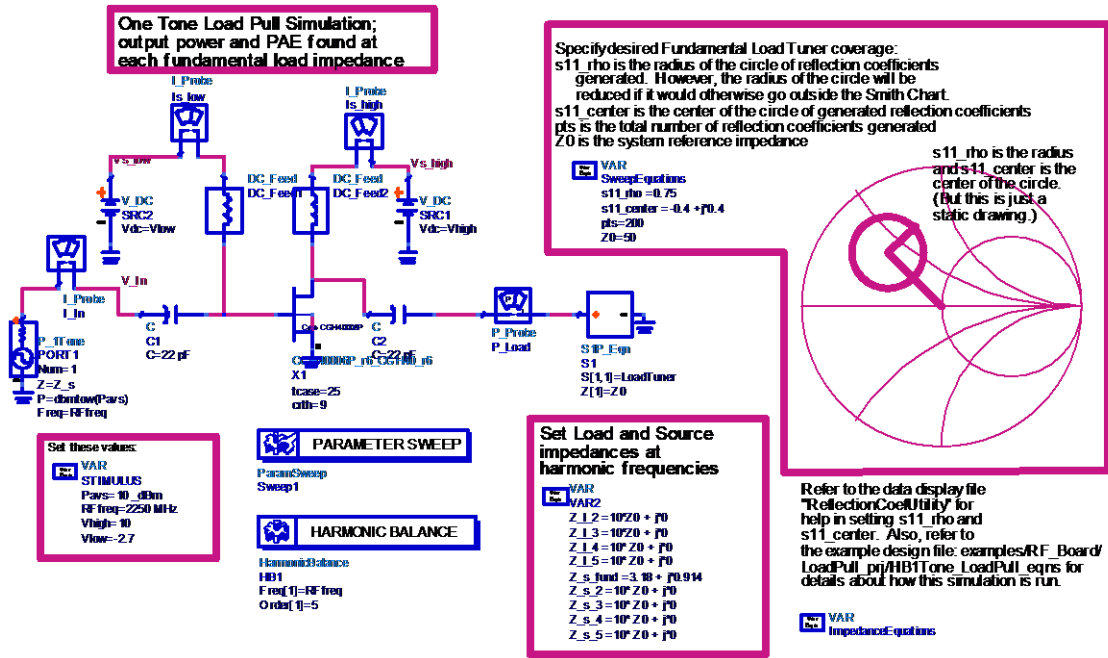 One Tone Load Pull Simulation;
output power and PAE found at
each fundamental load impedance
I_Probe
Is_low
I_Probe
Is_high
Vs_low
Vs_high
DC_Feed
DC_Feed1
DC_Feed
DC_Feed2
V_DC
SRC2
Vdc=Vlow
V_DC
SRC1
Vdc=Vhigh
V_In
I_Probe
I_In
C
C1
C=22 pF
C
C2
C=22 pF
P_Probe
P_Load
S1P_Eqn
S1
S[1,1]=LoadTuner
Z[1]=Z0
P_1Tone
PORT1
Num=1
Z=Z_s
P=dbmtow(Pavs)
Freq=RFfreq
X1
tcase=25
crth=9
Set these values:
VAR
STIMULUS
Pavs=10 _dBm
RFfreq=2250 MHz
Vhigh=10
Vlow=-2.7
PARAMETER SWEEP
ParamSweep
Sweep1
HARMONIC BALANCE
HarmonicBalance
HB1
Freq[1]=RFfreq
Order[1]=5
Set Load and Source
impedances at
harmonic frequencies
VAR
VAR2
Z_l_2 =10*Z0 + j*0
Z_l_3 =10*Z0 + j*0
Z_l_4 =10* Z0 + j*0
Z_l_5 =10* Z0 + j*0
Z_s_fund =3.18 + j*0.914
Z_s_2 =10* Z0 + j*0
Z_s_3 =10* Z0 + j*0
Z_s_4 =10* Z0 + j*0
Z_s_5 =10* Z0 + j*0
Specify desired Fundamental Load Tuner coverage:
s11_rho is the radius of the circle of reflection coefficients
generated. However, the radius of the circle will be
reduced if it would otherwise go outside the Smith Chart.
s11_center is the center of the circle of generated reflection coefficients
pts is the total number of reflection coefficients generated
Z0 is the system reference impedance
VAR
SweepEquations
s11_rho =0.75
s11_center =-0.4 +j*0.4
pts=200
Z0=50
s11_rho is the radius
and s11_center is the
center of the circle.
(But this is just a
static drawing.)
Refer to the data display file
"ReflectionCoefUtility" for
help in setting s11_rho and
s11_center. Also, refer to
the example design file: examples/RF_Board/
LoadPull_prj/HB1Tone_LoadPull_eqns for
details about how this simulation is run.
VAR
ImpedanceEquations